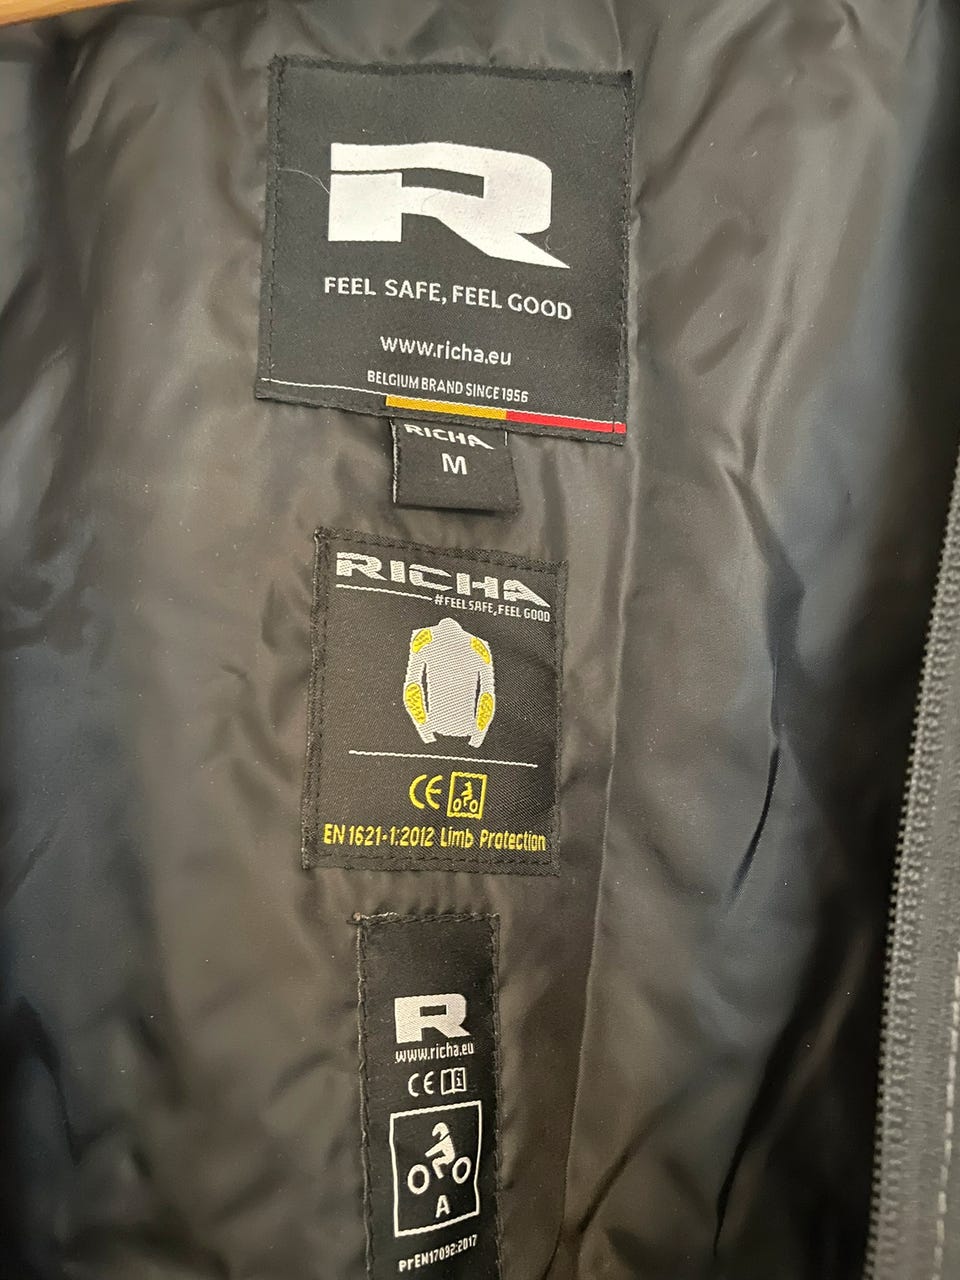 R
FEEL SAFE, FEEL GOOD
www.richa.eu
BELGIUM BRAND SINCE 1956
RICHA
M
RICHA
#FEEL SAFE, FEEL GOOD
CE
EN 1621-1:2012 Limb Protection
R
www.richa.eu
CE i
A
prEN17092:2017